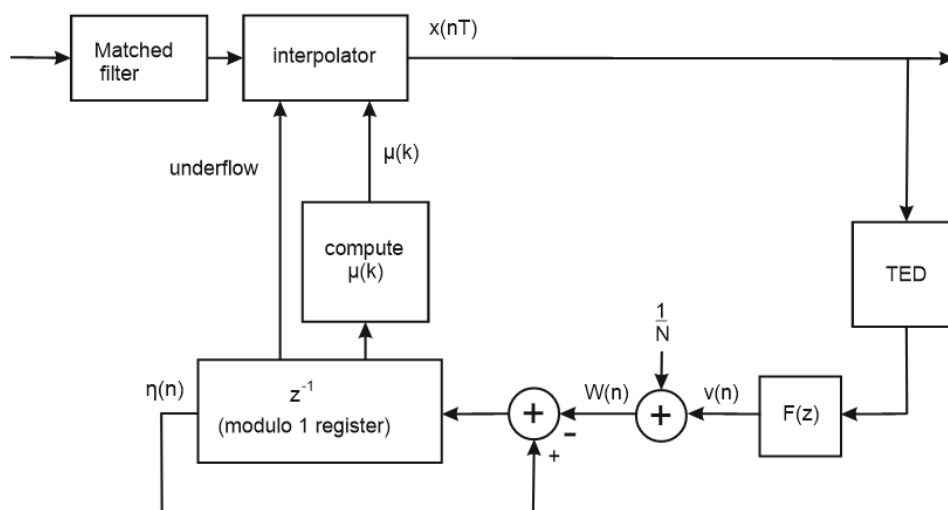 x(nT)
Matched
filter
interpolator
μ(k)
underflow
compute
μ(k)
TED
1
N
η(n)
z⁻¹
(modulo 1 register)
W(n)
v(n)
+
+
F(z)
−
+